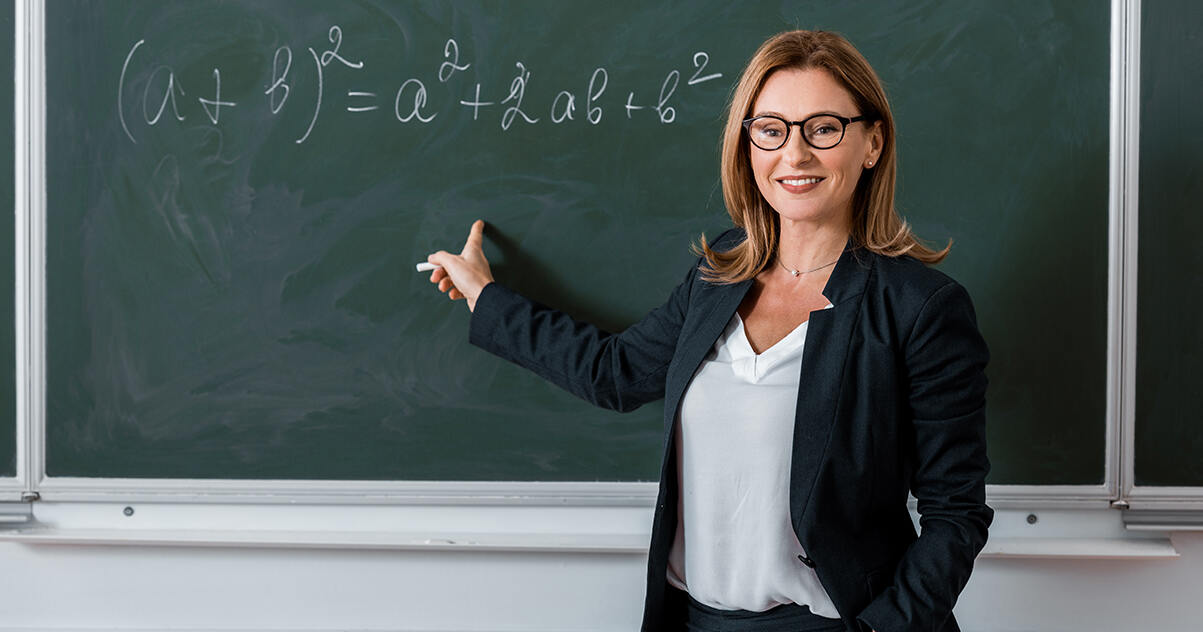 (a + b)² = a² + 2ab + b²